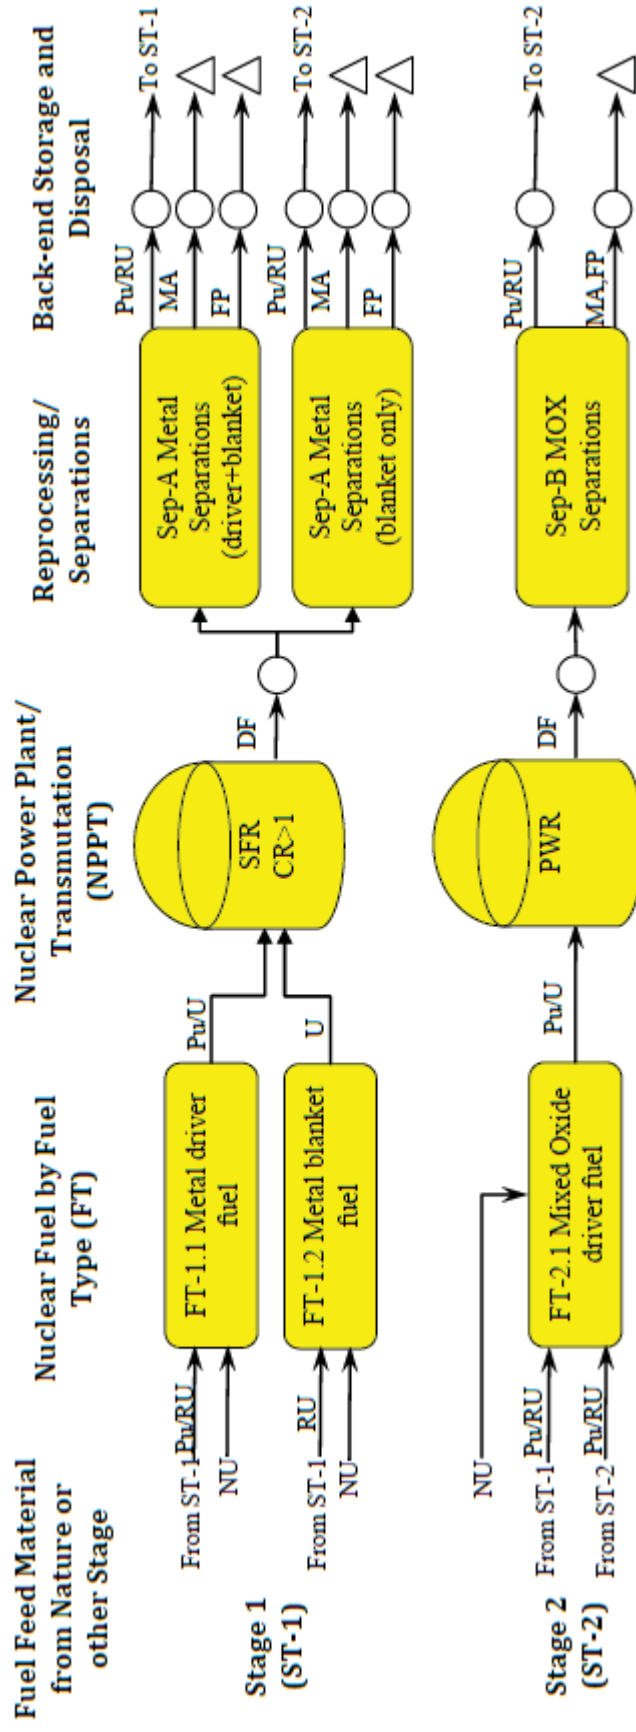 Fuel Feed Material
from Nature or
other Stage
Nuclear Fuel by Fuel
Type (FT)
Nuclear Power Plant/
Transmutation
(NPPT)
Reprocessing/
Separations
Back-end Storage and
Disposal
Stage 1
(ST-1)
From ST-1
Pu/RU
NU
FT-1.1 Metal driver
fuel
Pu/U
From ST-1
RU
NU
FT-1.2 Metal blanket
fuel
U
SFR
CR>1
DF
Sep-A Metal
Separations
(driver+blanket)
Pu/RU
MA
FP
To ST-1
Sep-A Metal
Separations
(blanket only)
Pu/RU
MA
FP
To ST-2
Stage 2
(ST-2)
NU
From ST-1
Pu/RU
From ST-2
Pu/RU
FT-2.1 Mixed Oxide
driver fuel
Pu/U
PWR
DF
Sep-B MOX
Separations
Pu/RU
MA,FP
To ST-2